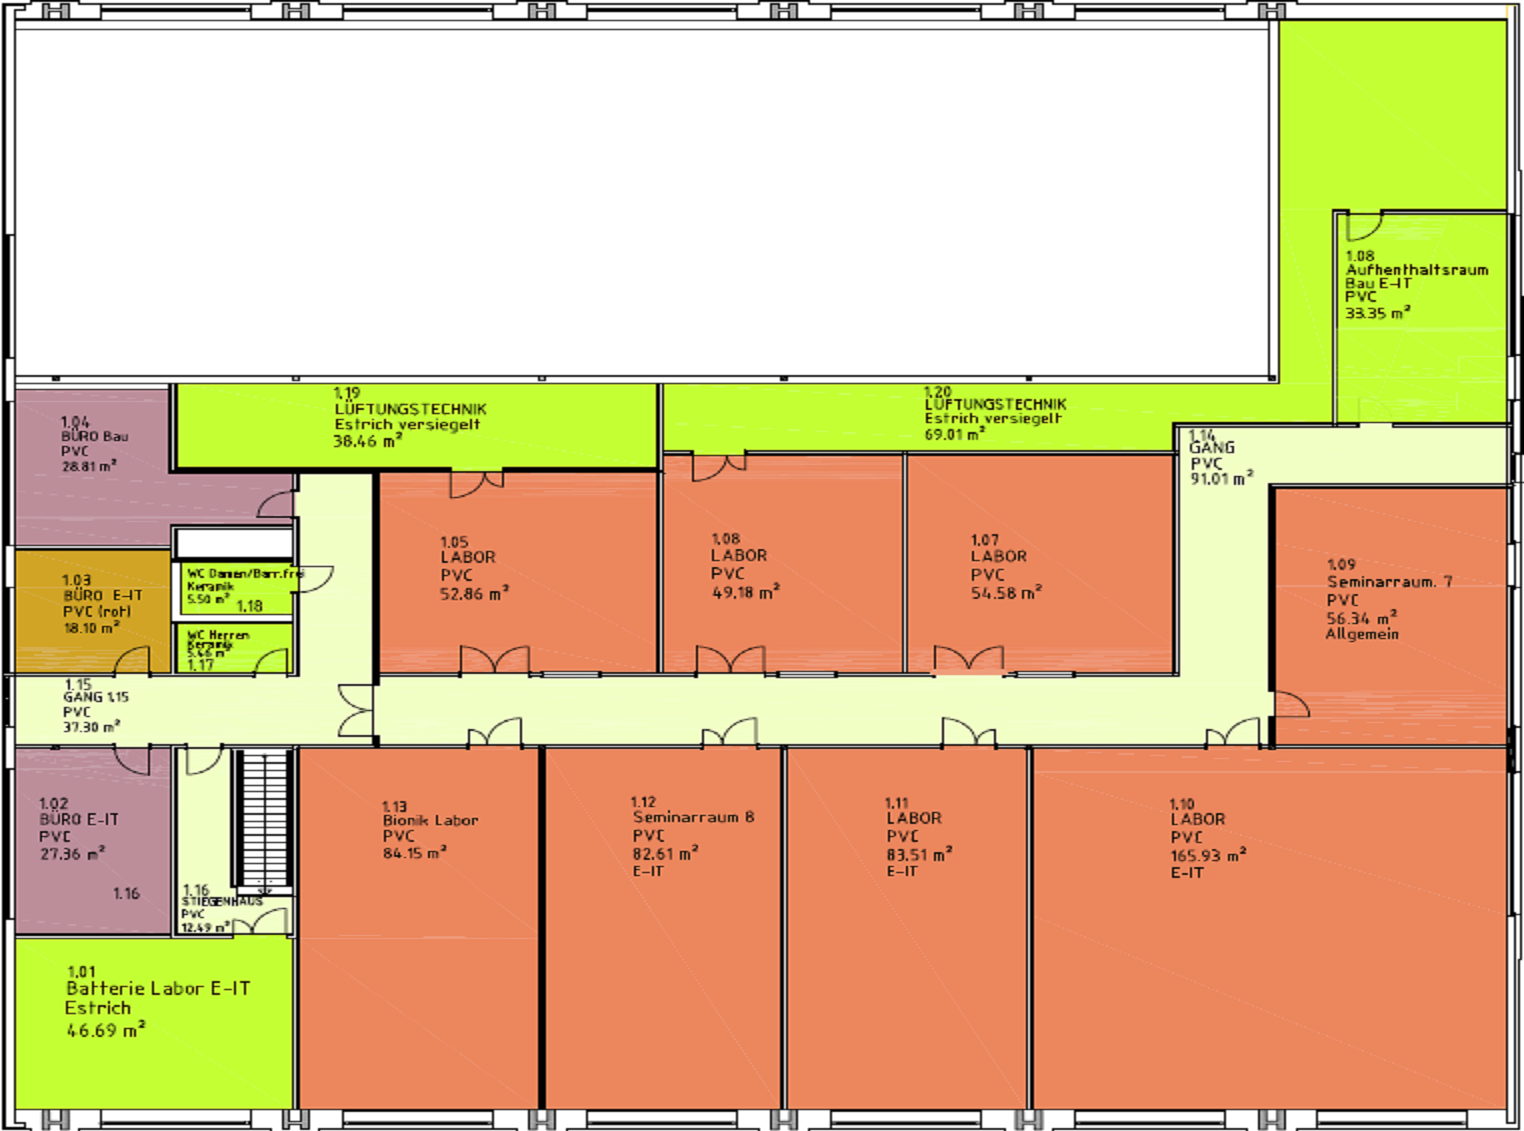 1.08
Aufhenthaltsraum
Bau E-IT
PVC
33.35 m²
1.19
LÜFTUNGSTECHNIK
Estrich versiegelt
38.46 m²
1.20
LÜFTUNGSTECHNIK
Estrich versiegelt
69.01 m²
1.04
BÜRO Bau
PVC
28.81 m²
1.14
GANG
PVC
91.01 m²
1.05
LABOR
PVC
52.86 m²
1.08
LABOR
PVC
49.18 m²
1.07
LABOR
PVC
54.58 m²
1.09
Seminarraum. 7
PVC
56.34 m²
Allgemein
1.03
BÜRO E-IT
PVC (rot)
18.10 m²
WC Damen/Barr.frei
Keramik
5.50 m²
1.18
WC Herren
Keramik
5.46 m²
1.17
1.15
GANG 1.15
PVC
37.30 m²
1.02
BÜRO E-IT
PVC
27.36 m²
1.16
1.16
STIEGENHAUS
PVC
12.49 m²
1.13
Bionik Labor
PVC
84.15 m²
1.12
Seminarraum 8
PVC
82.61 m²
E-IT
1.11
LABOR
PVC
83.51 m²
E-IT
1.10
LABOR
PVC
165.93 m²
E-IT
1.01
Batterie Labor E-IT
Estrich
46.69 m²